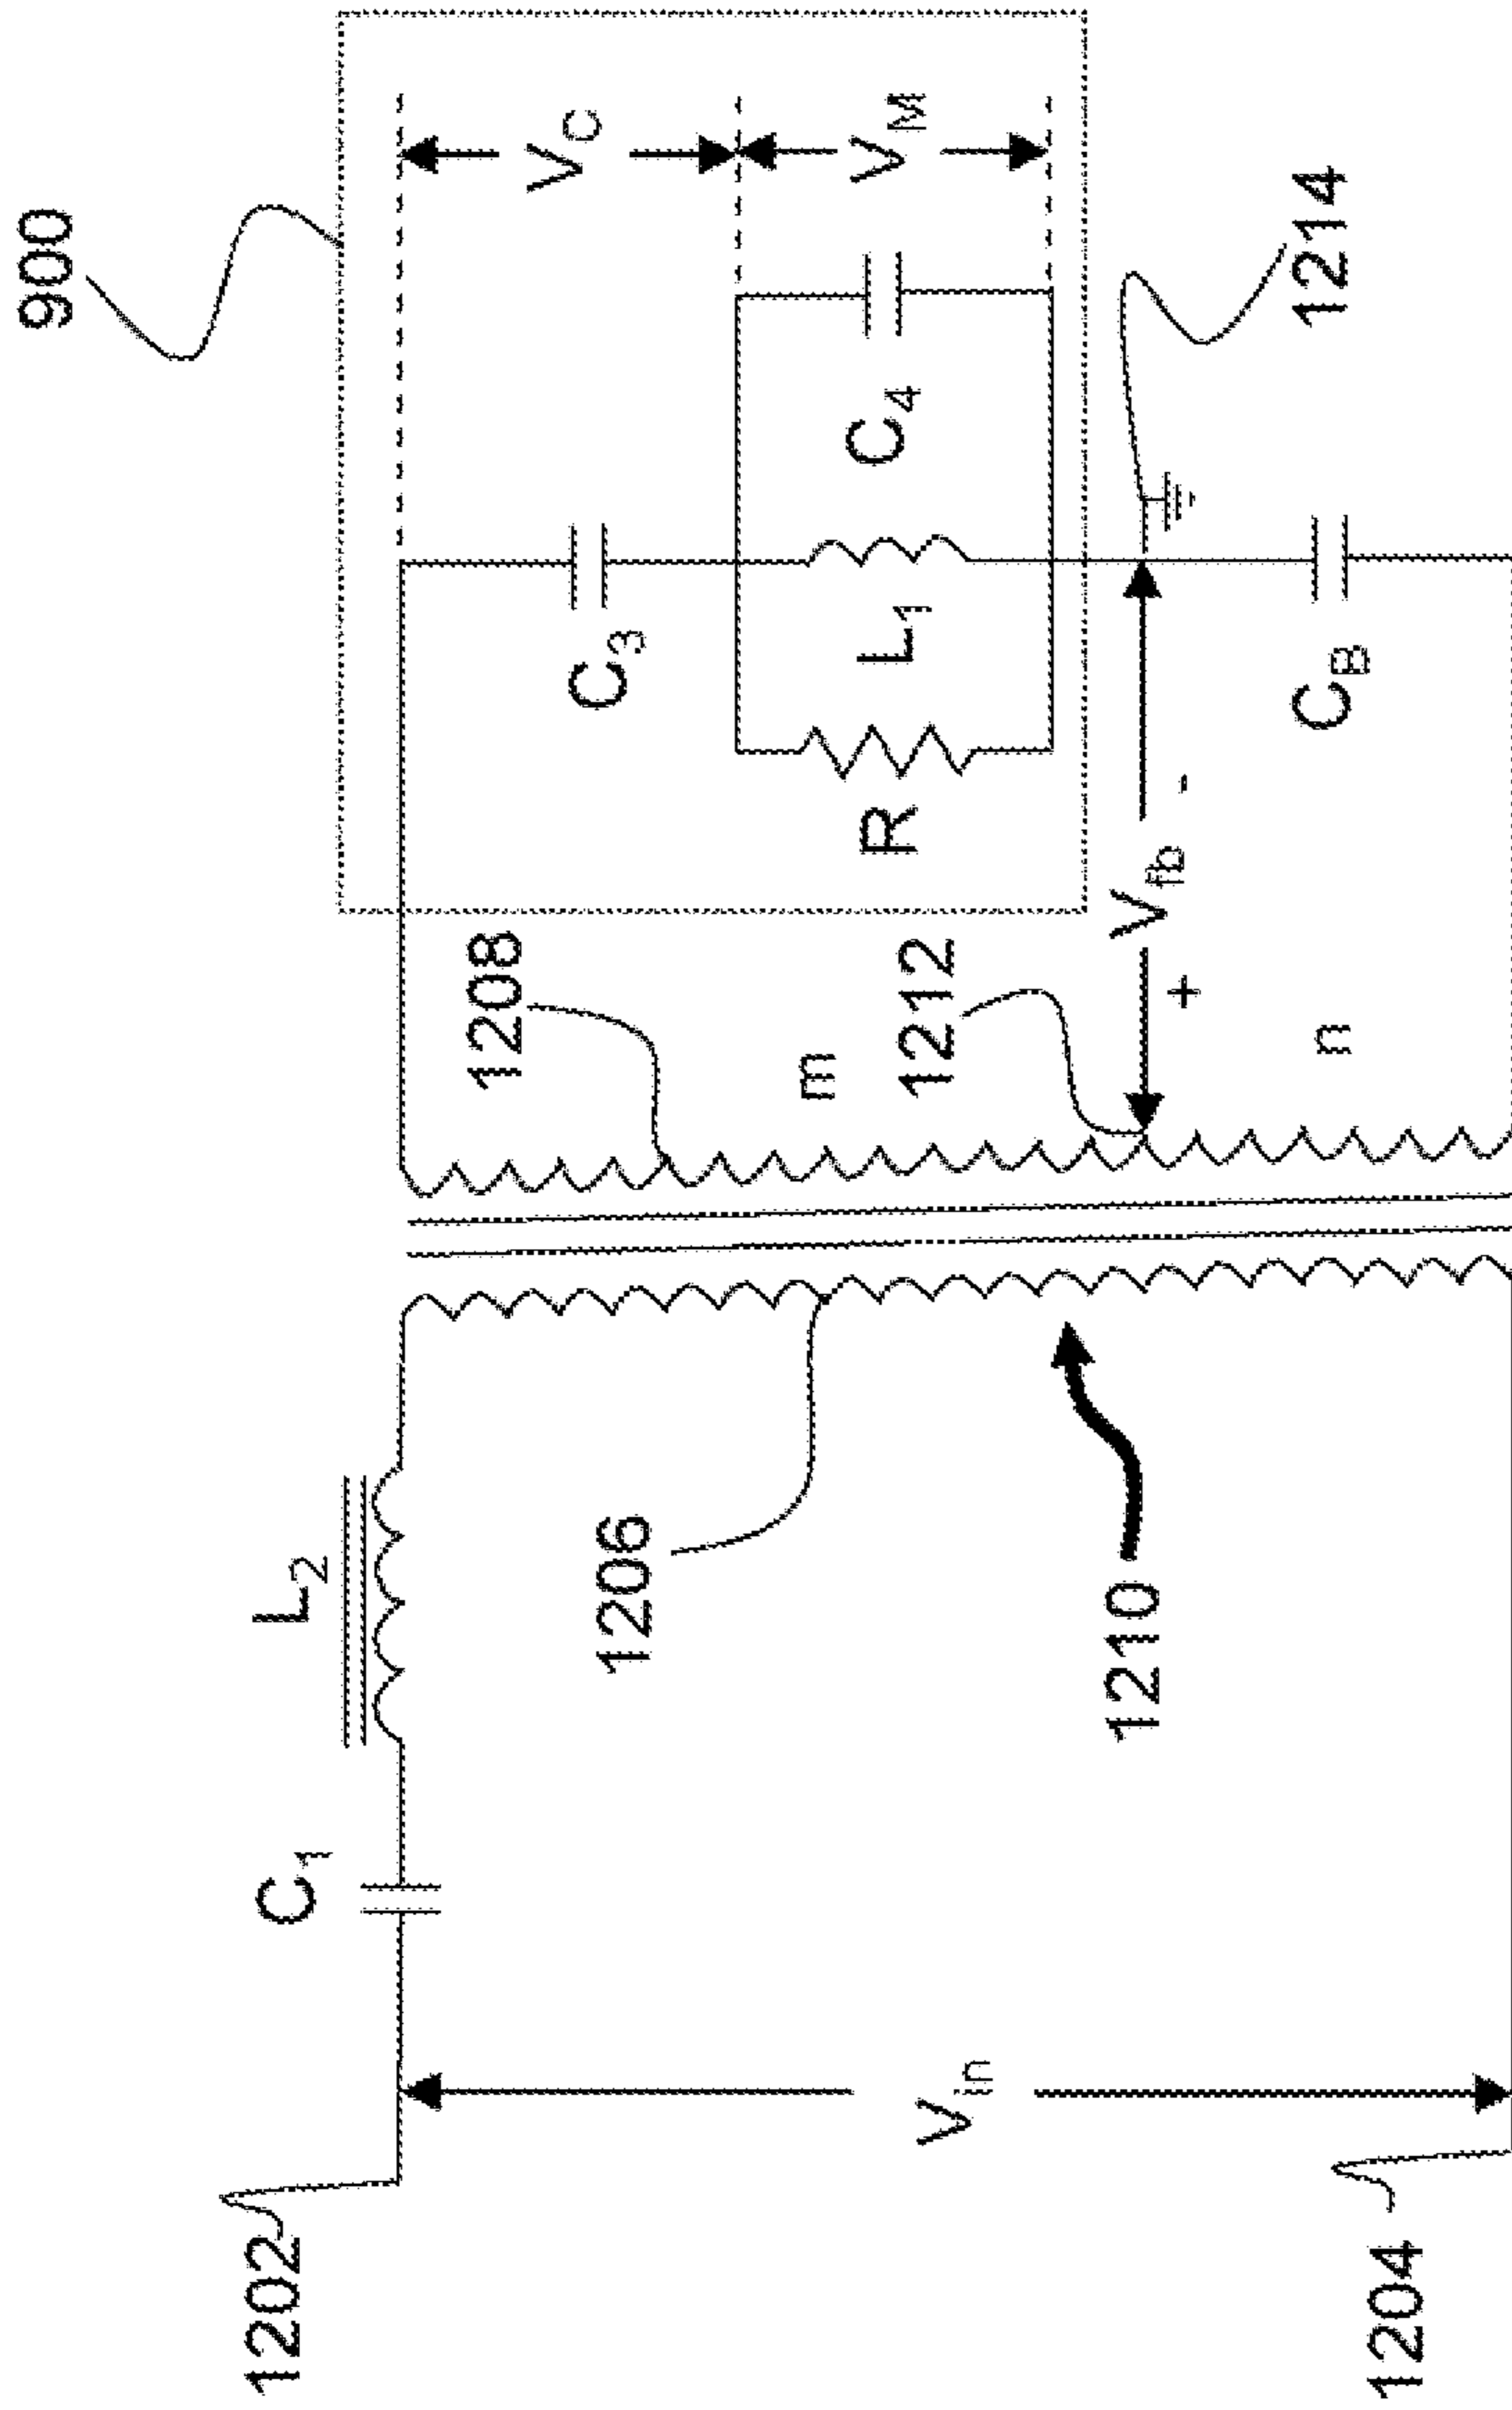 900
V_C
V_M
C_3
C_4
L_1
R
1214
C_B
V_fb
+
-
1208
m
1212
n
L_2
C_1
1206
1210
V_in
1202
1204